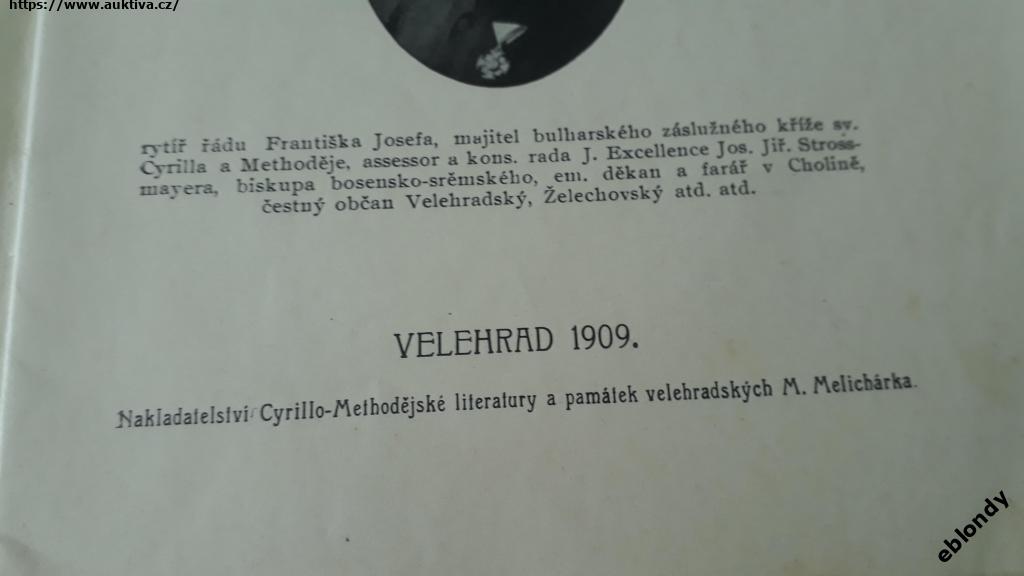 https://www.auktiva.cz/
rytíř řádu Františka Josefa, majitel bulharského záslužného kříže sv.
Cyrilla a Methoděje, assessor a kons. rada J. Excellence Jos. Jiř. Stross-
mayera, biskupa bosensko-srěmského, em. děkan a farář v Cholině,
čestný občan Velehradský, Želechovský atd. atd.
VELEHRAD 1909.
Nakladatelství Cyrillo-Methodějské literatury a památek velehradských M. Melichárka.
eblondy